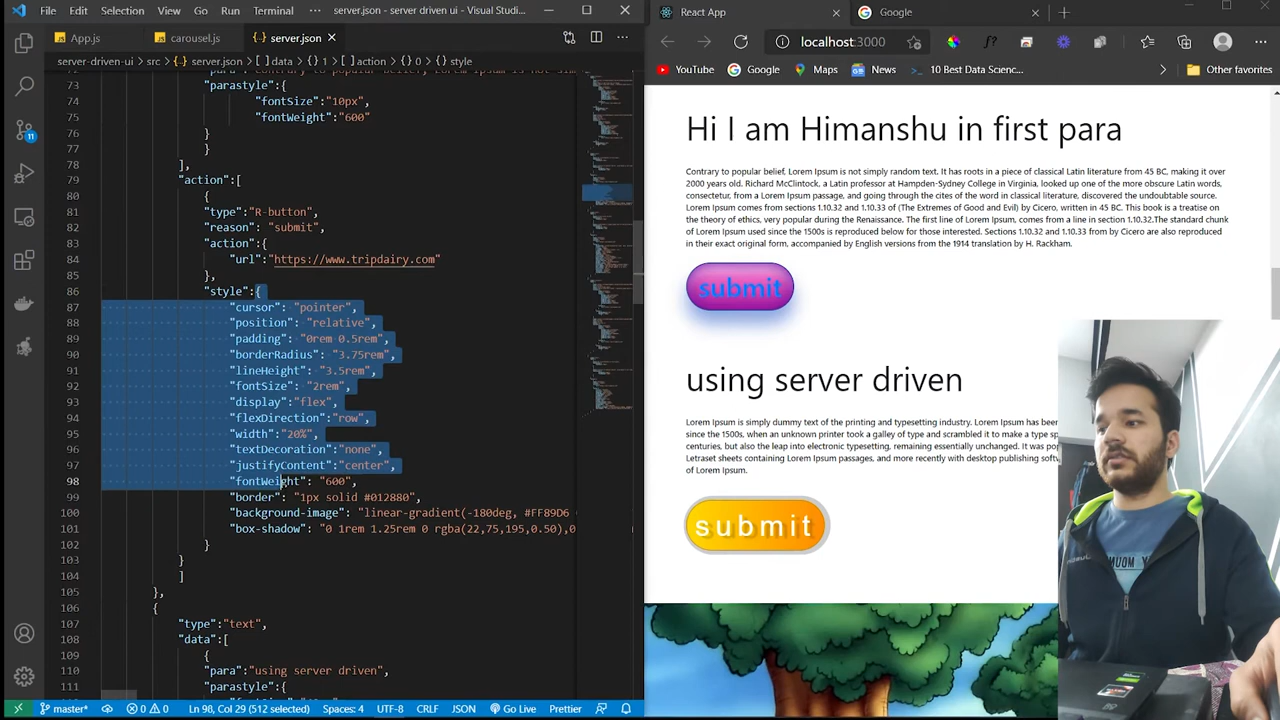 File Edit Selection View Go Run Terminal ··· server.json - server driven ui - Visual Studi...
App.js carousel.js server.json
server-driven-ui > src > server.json > [ ] data > { } 1 > [ ] action > { } 0 > { } style
73 "parastyle":{
74 "fontSize":"10px",
75 "fontWeight":"600"
76 }
77 }
78 ],
79 "action":[
80 {
81 "type":"R-button",
82 "reason": "submit",
83 "action":{
84 "url":"https://www.tripdairy.com"
85 },
86 "style":{
87 "cursor": "pointer",
88 "position": "relative",
89 "padding": "0rem 0.5rem",
90 "borderRadius": "3.75rem",
91 "lineHeight": "3.5rem",
92 "fontSize": "2rem",
93 "display":"flex",
94 "flexDirection":"row",
95 "width":"20%",
96 "textDecoration":"none",
97 "justifyContent":"center",
98 "fontWeight": "600",
99 "border": "1px solid #012880",
100 "background-image": "linear-gradient(-180deg, #FF89D6
101 "box-shadow": "0 1rem 1.25rem 0 rgba(22,75,195,0.50),0
102 }
103 }
104 ]
105 },
106 {
107 "type":"text",
108 "data":[
109 {
110 "para":"using server driven",
111 "parastyle":{
11
master* 0 0 Ln 98, Col 29 (512 selected) Spaces: 4 UTF-8 CRLF JSON Go Live Prettier
React App Google
localhost:3000
YouTube Google Maps News 10 Best Data Scienc... Other favorites
Hi I am Himanshu in first para
Contrary to popular belief, Lorem Ipsum is not simply random text. It has roots in a piece of classical Latin literature from 45 BC, making it over
2000 years old. Richard McClintock, a Latin professor at Hampden-Sydney College in Virginia, looked up one of the more obscure Latin words,
consectetur, from a Lorem Ipsum passage, and going through the cites of the word in classical literature, discovered the undoubtable source.
Lorem Ipsum comes from sections 1.10.32 and 1.10.33 of (The Extremes of Good and Evil) by Cicero, written in 45 BC. This book is a treatise on
the theory of ethics, very popular during the Renaissance. The first line of Lorem Ipsum, comes from a line in section 1.10.32.The standard chunk
of Lorem Ipsum used since the 1500s is reproduced below for those interested. Sections 1.10.32 and 1.10.33 from by Cicero are also reproduced
in their exact original form, accompanied by English versions from the 1914 translation by H. Rackham.
submit
using server driven
Lorem Ipsum is simply dummy text of the printing and typesetting industry. Lorem Ipsum has been
since the 1500s, when an unknown printer took a galley of type and scrambled it to make a type
centuries, but also the leap into electronic typesetting, remaining essentially unchanged. It was
Letraset sheets containing Lorem Ipsum passages, and more recently with desktop publishing
of Lorem Ipsum.
submit